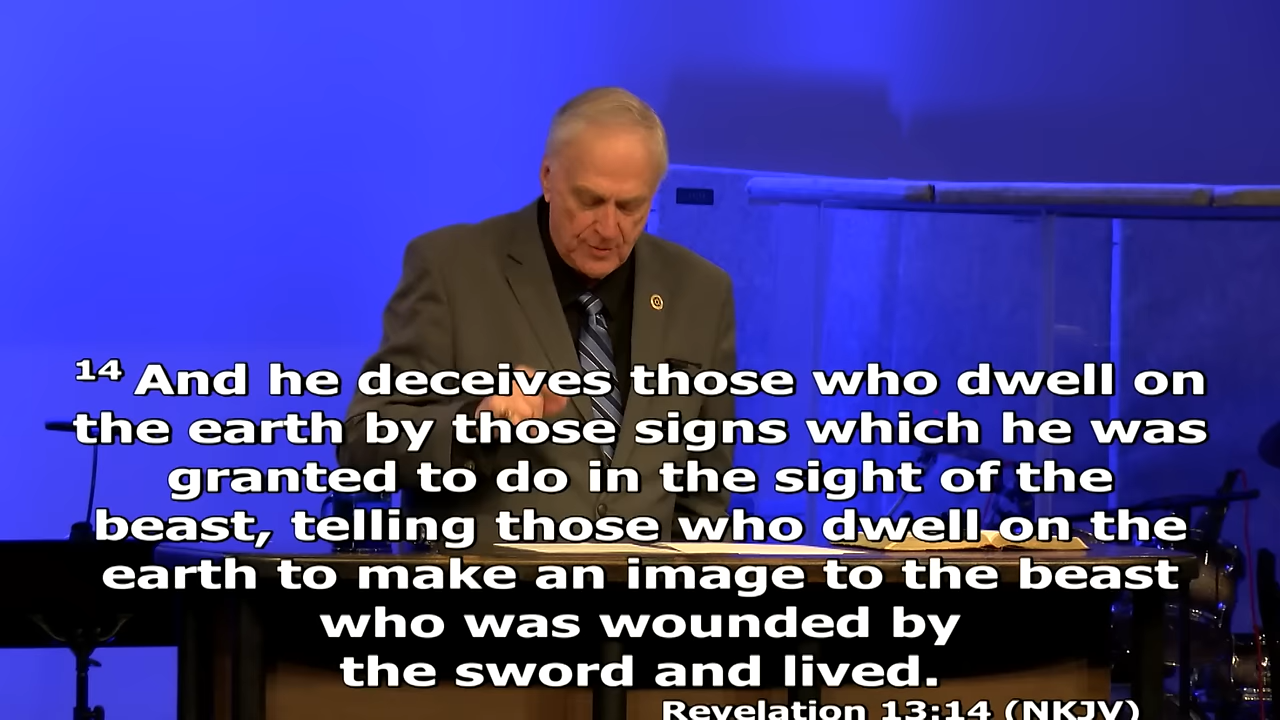 14 And he deceives those who dwell on
the earth by those signs which he was
granted to do in the sight of the
beast, telling those who dwell on the
earth to make an image to the beast
who was wounded by
the sword and lived.
Revelation 13:14 (NKJV)